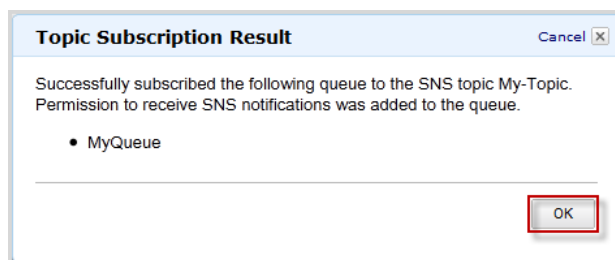 Topic Subscription Result
Cancel
Successfully subscribed the following queue to the SNS topic My-Topic.
Permission to receive SNS notifications was added to the queue.
• MyQueue
OK